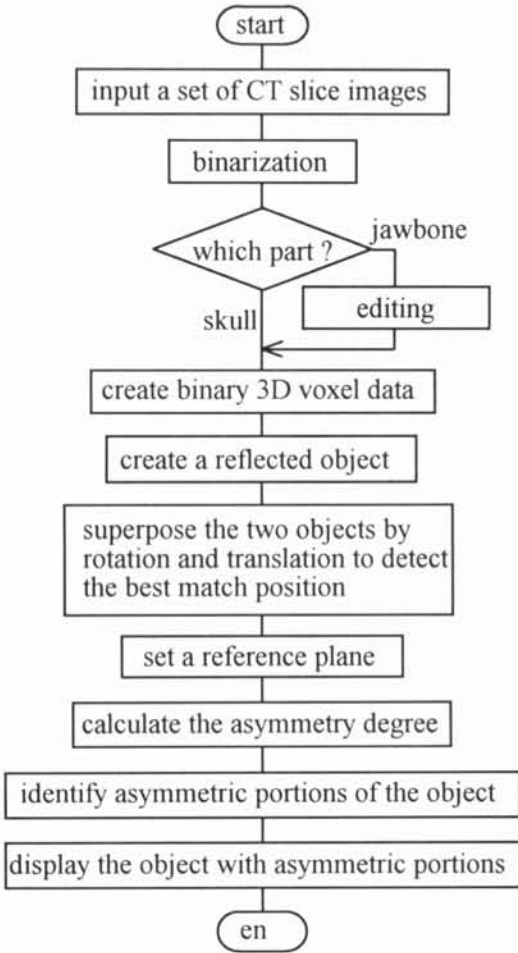 start
input a set of CT slice images
binarization
which part ?
jawbone
editing
skull
create binary 3D voxel data
create a reflected object
superpose the two objects by
rotation and translation to detect
the best match position
set a reference plane
calculate the asymmetry degree
identify asymmetric portions of the object
display the object with asymmetric portions
en